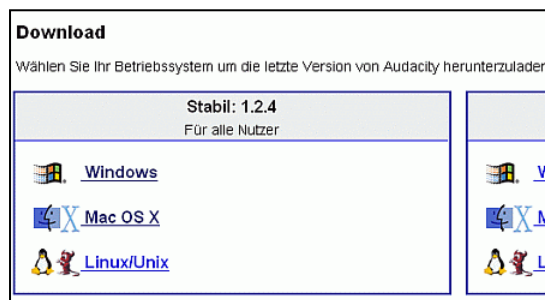 Download
Wählen Sie Ihr Betriebssystem um die letzte Version von Audacity
Stabil: 1.2.4
Für alle Nutzer
Windows
Mac OS X
Linux/Unix